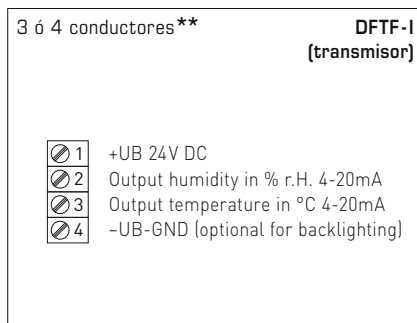 3 ó 4 conductores** DFTF-I
(transmisor)
1 +UB 24V DC
2 Output humidity in % r.H. 4-20mA
3 Output temperature in °C 4-20mA
4 –UB-GND (optional for backlighting)